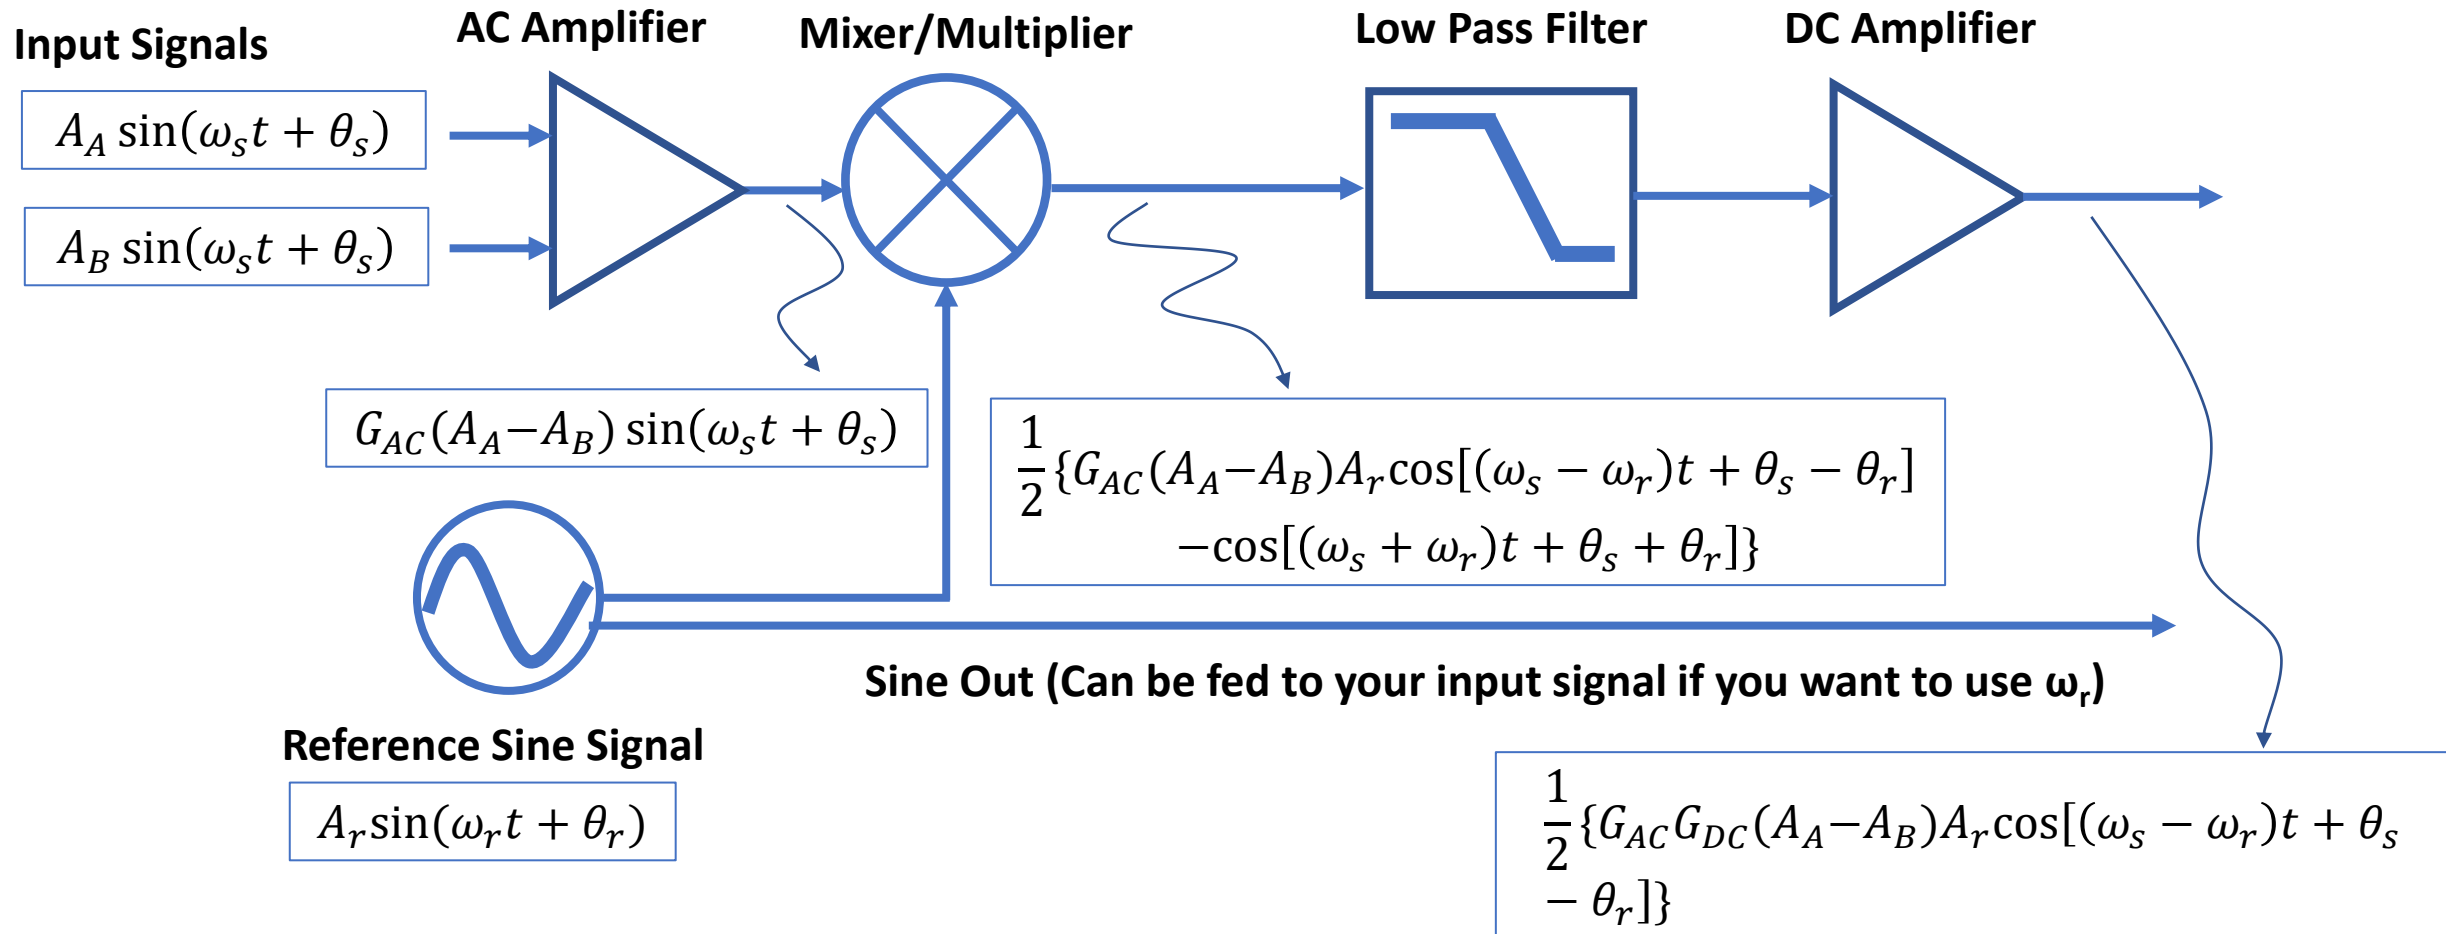 Input Signals
AC Amplifier
Mixer/Multiplier
Low Pass Filter
DC Amplifier
A_A sin(ω_s t + θ_s)
A_B sin(ω_s t + θ_s)
G_AC(A_A−A_B) sin(ω_s t + θ_s)
1/2 {G_AC(A_A−A_B)A_r cos[(ω_s − ω_r)t + θ_s − θ_r]
−cos[(ω_s + ω_r)t + θ_s + θ_r]}
Sine Out (Can be fed to your input signal if you want to use ω_r)
Reference Sine Signal
A_r sin(ω_r t + θ_r)
1/2 {G_AC G_DC(A_A−A_B)A_r cos[(ω_s − ω_r)t + θ_s
− θ_r]}